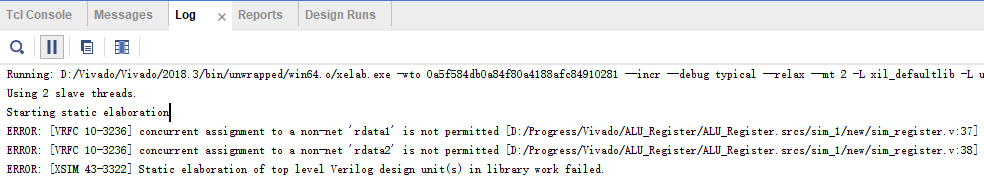 Tcl Console Messages Log × Reports Design Runs
Running: D:/Vivado/Vivado/2018.3/bin/unwrapped/win64.o/xelab.exe -wto 0a5f584db0a84f80a4188afc84910281 --incr --debug typical --relax --mt 2 -L xil_defaultlib -L u
Using 2 slave threads.
Starting static elaboration
ERROR: [VRFC 10-3236] concurrent assignment to a non-net 'rdata1' is not permitted [D:/Progress/Vivado/ALU_Register/ALU_Register.srcs/sim_1/new/sim_register.v:37]
ERROR: [VRFC 10-3236] concurrent assignment to a non-net 'rdata2' is not permitted [D:/Progress/Vivado/ALU_Register/ALU_Register.srcs/sim_1/new/sim_register.v:38]
ERROR: [XSIM 43-3322] Static elaboration of top level Verilog design unit(s) in library work failed.